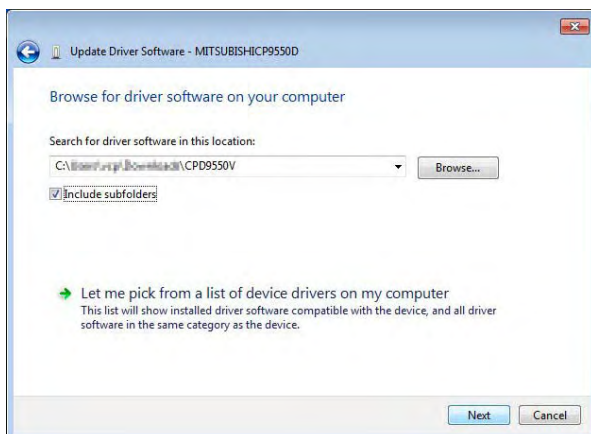 Update Driver Software - MITSUBISHICP9550D
Browse for driver software on your computer
Search for driver software in this location:
C:\ \CPD9550V
Browse...
Include subfolders
Let me pick from a list of device drivers on my computer
This list will show installed driver software compatible with the device, and all driver
software in the same category as the device.
Next
Cancel